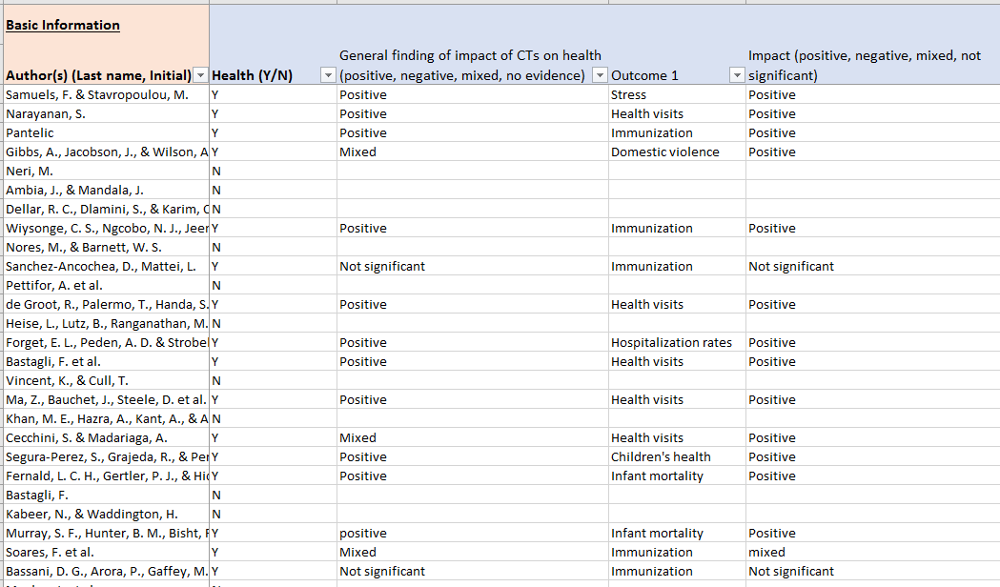 Basic Information
General finding of impact of CTs on health Impact (positive, negative, mixed, not
Author(s) (Last name, Initial) Health (Y/N) (positive, negative, mixed, no evidence) Outcome 1 significant)
Samuels, F. & Stavropoulou, M. Y Positive Stress Positive
Narayanan, S. Y Positive Health visits Positive
Pantelic Y Positive Immunization Positive
Gibbs, A., Jacobson, J., & Wilson, A Y Mixed Domestic violence Positive
Neri, M. N
Ambia, J., & Mandala, J. N
Dellar, R. C., Dlamini, S., & Karim, N
Wiysonge, C. S., Ngcobo, N. J., Jeer Y Positive Immunization Positive
Nores, M., & Barnett, W. S. N
Sanchez-Ancochea, D., Mattei, L. Y Not significant Immunization Not significant
Pettifor, A. et al. N
de Groot, R., Palermo, T., Handa, S. Y Positive Health visits Positive
Heise, L., Lutz, B., Ranganathan, M. N
Forget, E. L., Peden, A. D. & Strobel Y Positive Hospitalization rates Positive
Bastagli, F. et al. Y Positive Health visits Positive
Vincent, K., & Cull, T. N
Ma, Z., Bauchet, J., Steele, D. et al. Y Positive Health visits Positive
Khan, M. E., Hazra, A., Kant, A., & A N
Cecchini, S. & Madariaga, A. Y Mixed Health visits Positive
Segura-Perez, S., Grajeda, R., & Per Y Positive Children's health Positive
Fernald, L. C. H., Gertler, P. J., & Hid Y Positive Infant mortality Positive
Bastagli, F. N
Kabeer, N., & Waddington, H. N
Murray, S. F., Hunter, B. M., Bisht, Y positive Infant mortality Positive
Soares, F. et al. Y Mixed Immunization mixed
Bassani, D. G., Arora, P., Gaffey, M. Y Not significant Immunization Not significant